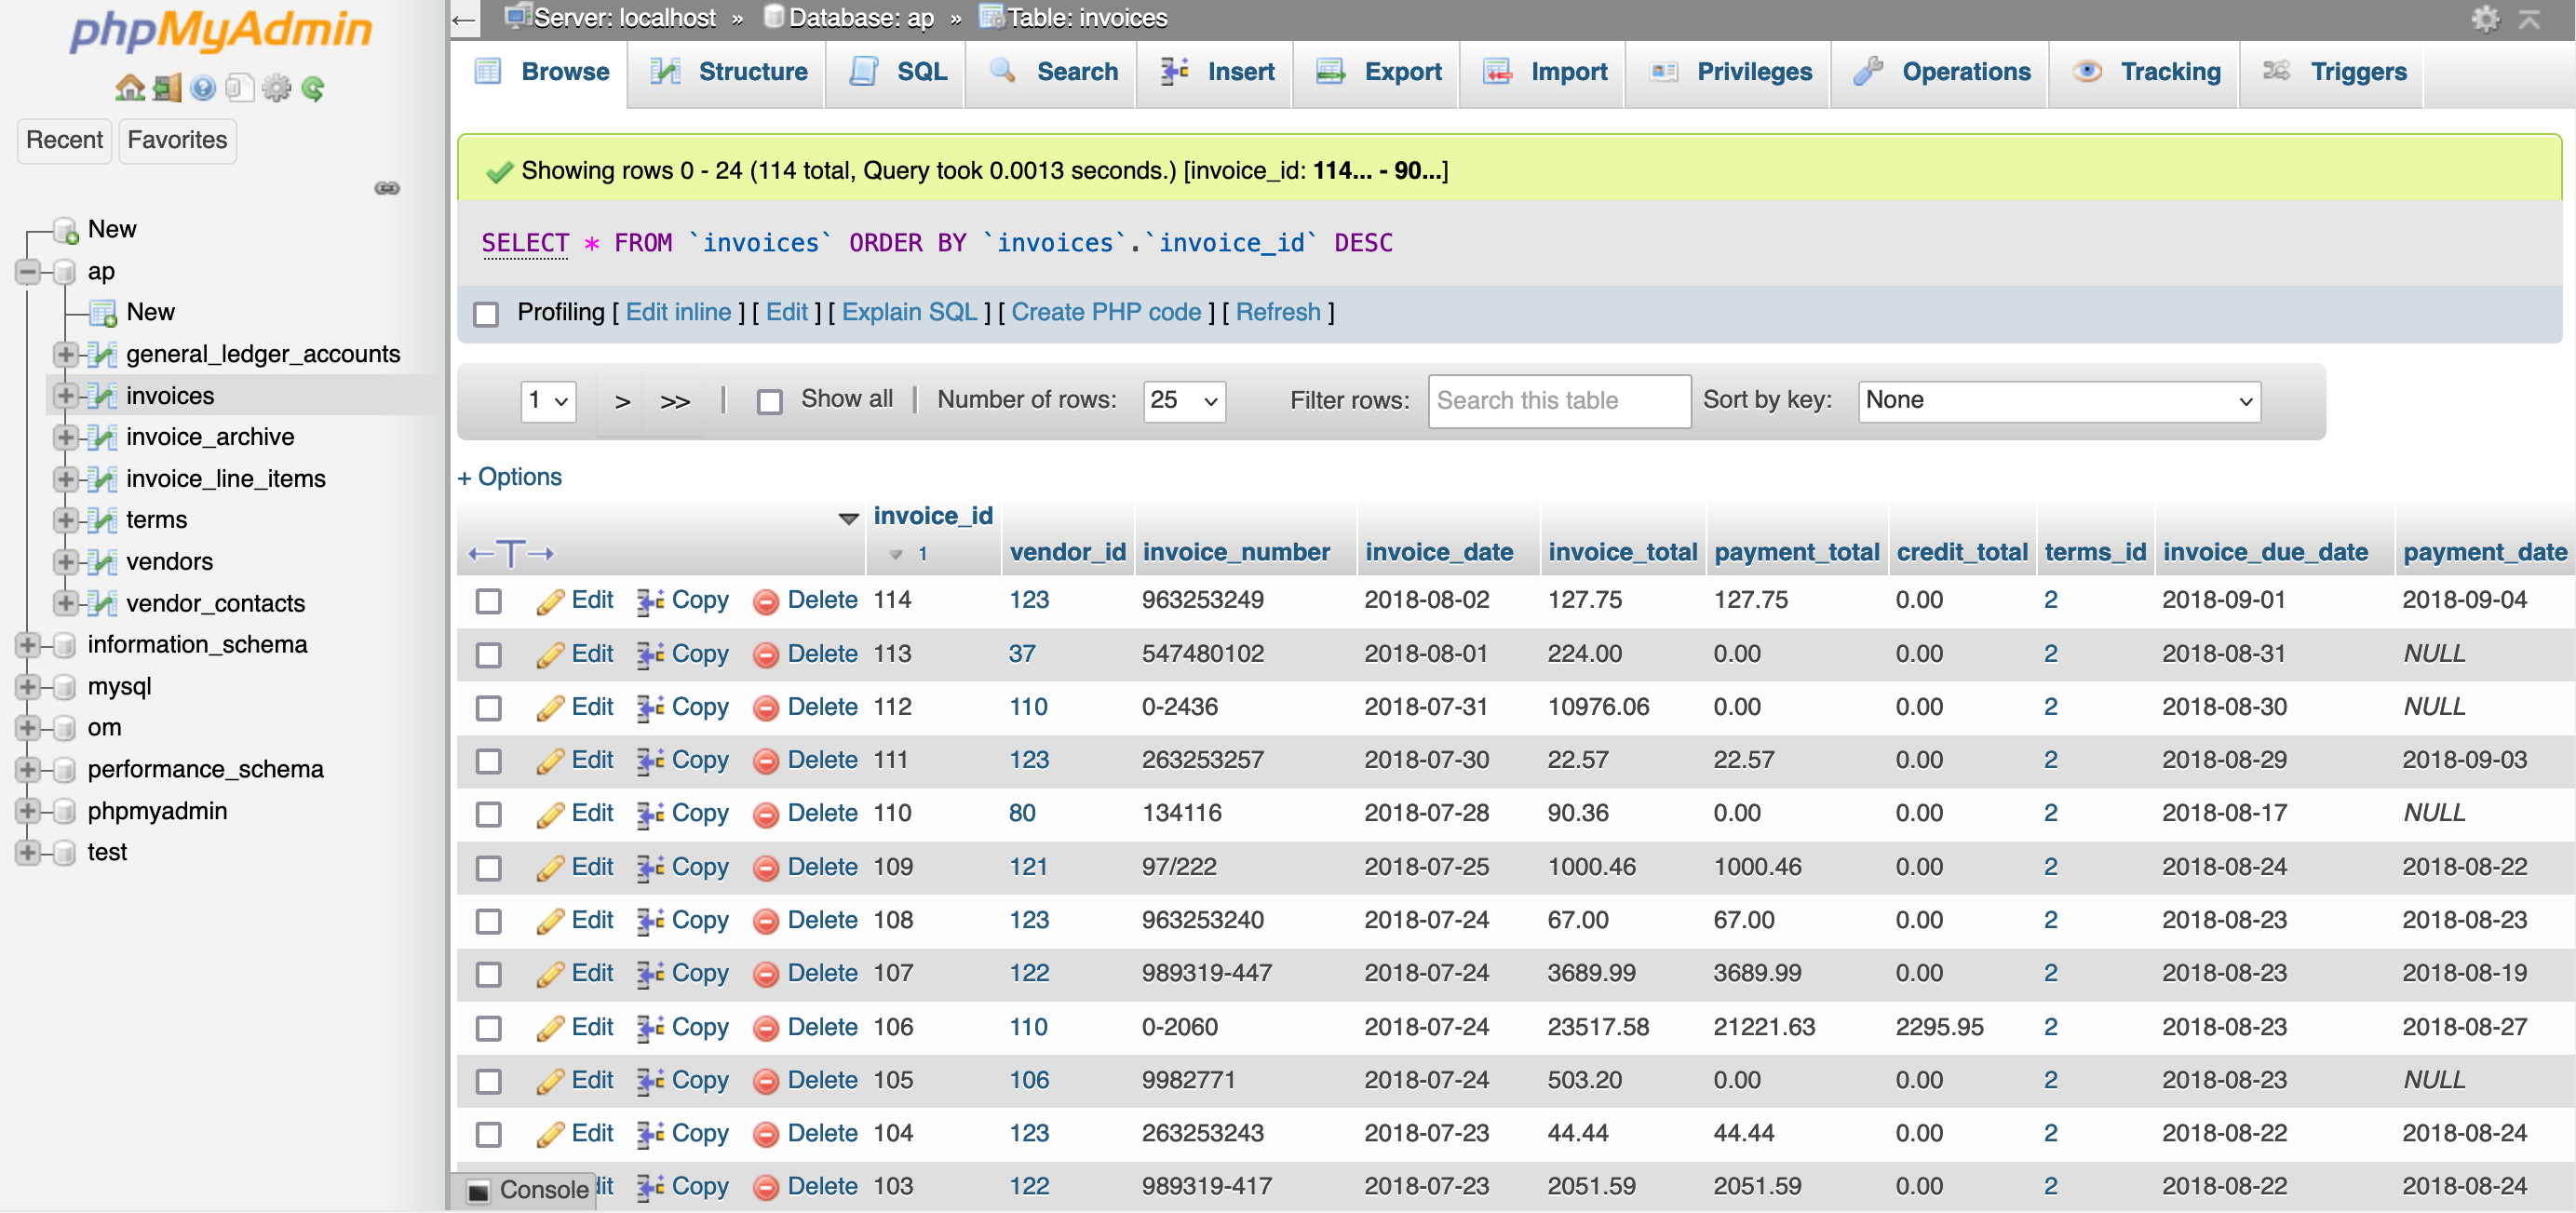 phpMyAdmin
Recent Favorites
New
ap
New
general_ledger_accounts
invoices
invoice_archive
invoice_line_items
terms
vendors
vendor_contacts
information_schema
mysql
om
performance_schema
phpmyadmin
test
← Server: localhost » Database: ap » Table: invoices
Browse Structure SQL Search Insert Export Import Privileges Operations Tracking Triggers
Showing rows 0 - 24 (114 total, Query took 0.0013 seconds.) [invoice_id: 114... - 90...]
SELECT * FROM `invoices` ORDER BY `invoices`.`invoice_id` DESC
Profiling [ Edit inline ] [ Edit ] [ Explain SQL ] [ Create PHP code ] [ Refresh ]
1 > >> | Show all | Number of rows: 25 Filter rows: Search this table Sort by key: None
+ Options
←T→ invoice_id 1 vendor_id invoice_number invoice_date invoice_total payment_total credit_total terms_id invoice_due_date payment_date
Edit Copy Delete 114 123 963253249 2018-08-02 127.75 127.75 0.00 2 2018-09-01 2018-09-04
Edit Copy Delete 113 37 547480102 2018-08-01 224.00 0.00 0.00 2 2018-08-31 NULL
Edit Copy Delete 112 110 0-2436 2018-07-31 10976.06 0.00 0.00 2 2018-08-30 NULL
Edit Copy Delete 111 123 263253257 2018-07-30 22.57 22.57 0.00 2 2018-08-29 2018-09-03
Edit Copy Delete 110 80 134116 2018-07-28 90.36 0.00 0.00 2 2018-08-17 NULL
Edit Copy Delete 109 121 97/222 2018-07-25 1000.46 1000.46 0.00 2 2018-08-24 2018-08-22
Edit Copy Delete 108 123 963253240 2018-07-24 67.00 67.00 0.00 2 2018-08-23 2018-08-23
Edit Copy Delete 107 122 989319-447 2018-07-24 3689.99 3689.99 0.00 2 2018-08-23 2018-08-19
Edit Copy Delete 106 110 0-2060 2018-07-24 23517.58 21221.63 2295.95 2 2018-08-23 2018-08-27
Edit Copy Delete 105 106 9982771 2018-07-24 503.20 0.00 0.00 2 2018-08-23 NULL
Edit Copy Delete 104 123 263253243 2018-07-23 44.44 44.44 0.00 2 2018-08-22 2018-08-24
Console dit Copy Delete 103 122 989319-417 2018-07-23 2051.59 2051.59 0.00 2 2018-08-22 2018-08-24